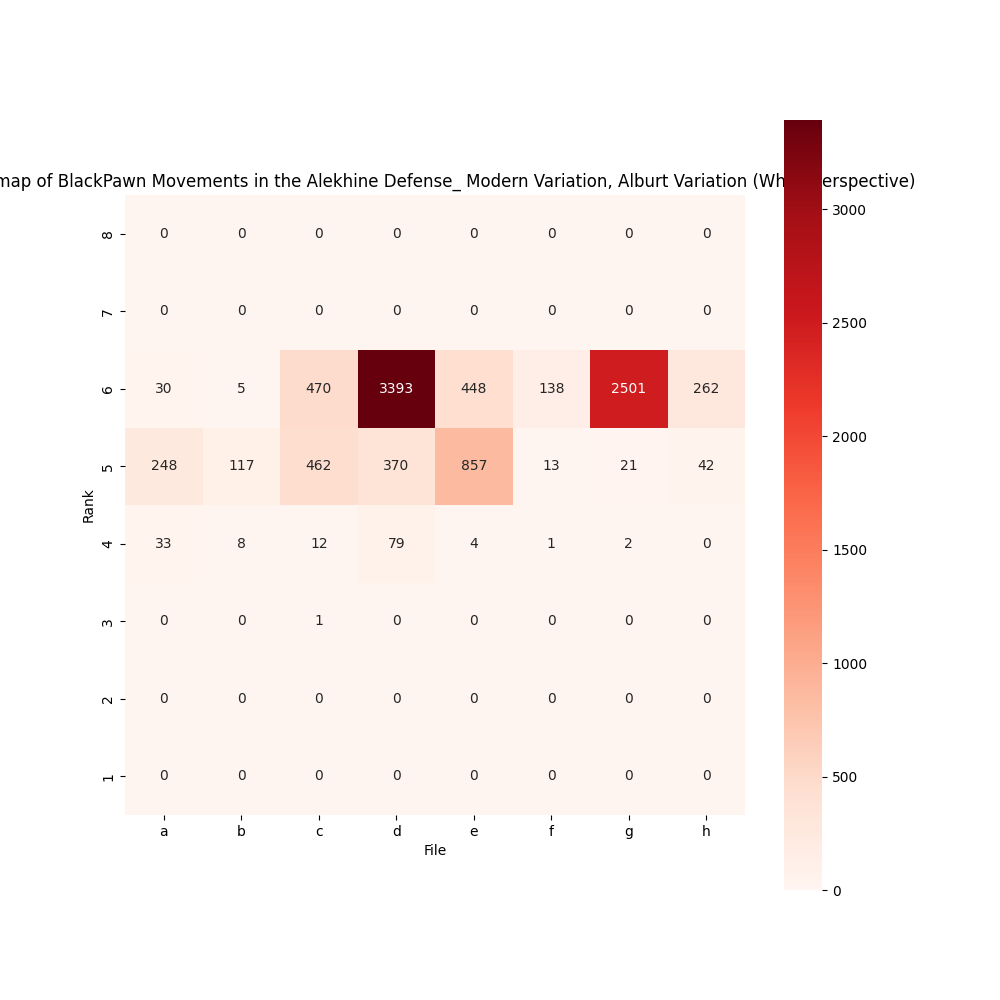 map of BlackPawn Movements in the Alekhine Defense_ Modern Variation, Alburt Variation (Wh erspective)
8 0 0 0 0 0 0 0 0
7 0 0 0 0 0 0 0 0
6 30 5 470 3393 448 138 2501 262
5 248 117 462 370 857 13 21 42
4 33 8 12 79 4 1 2 0
3 0 0 1 0 0 0 0 0
2 0 0 0 0 0 0 0 0
1 0 0 0 0 0 0 0 0
a b c d e f g h
File
Rank
3000
2500
2000
1500
1000
500
0